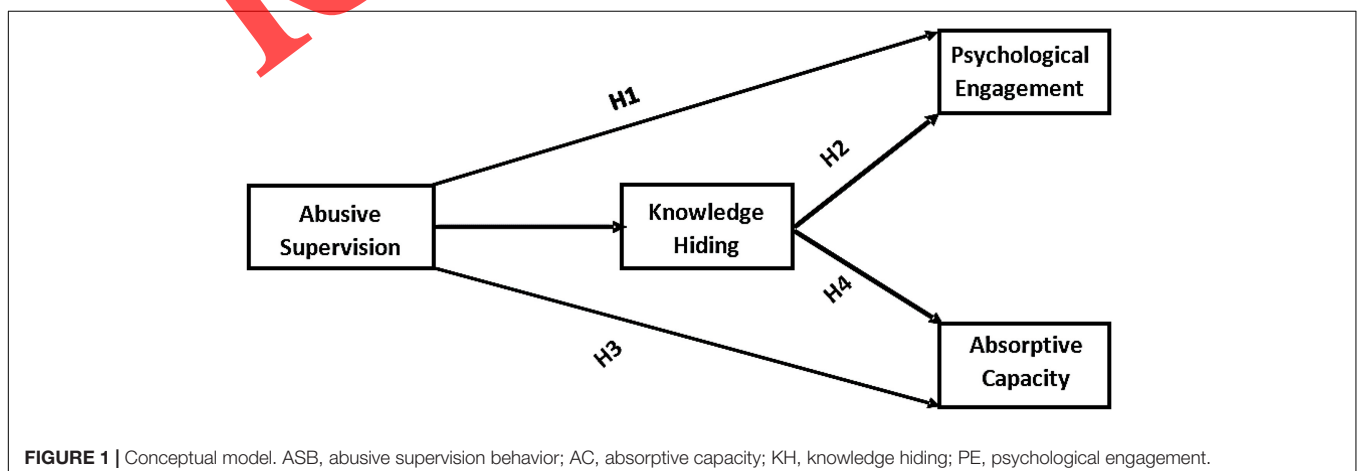 Psychological
Engagement
H1
H2
Abusive
Supervision
Knowledge
Hiding
H4
H3
Absorptive
Capacity
FIGURE 1 | Conceptual model. ASB, abusive supervision behavior; AC, absorptive capacity; KH, knowledge hiding; PE, psychological engagement.